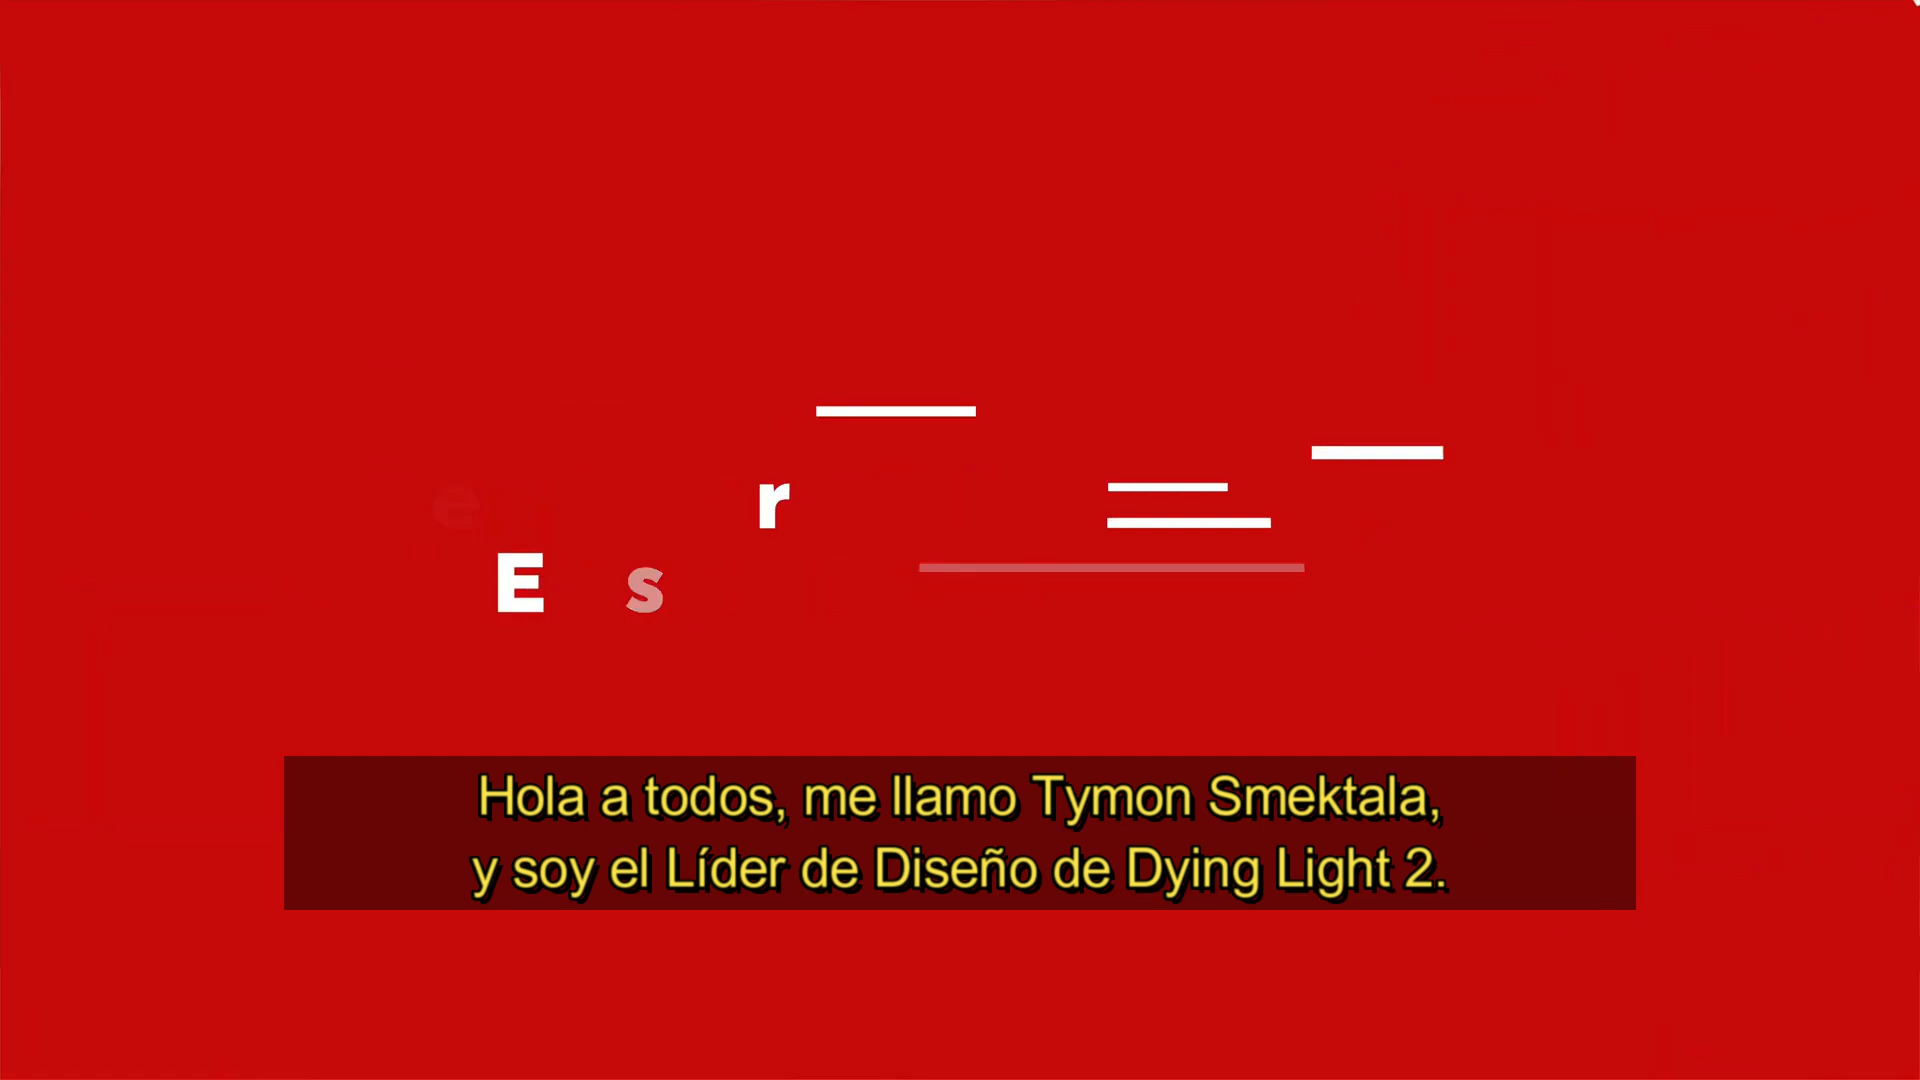 r
E s
Hola a todos, me llamo Tymon Smektala,
y soy el Líder de Diseño de Dying Light 2.